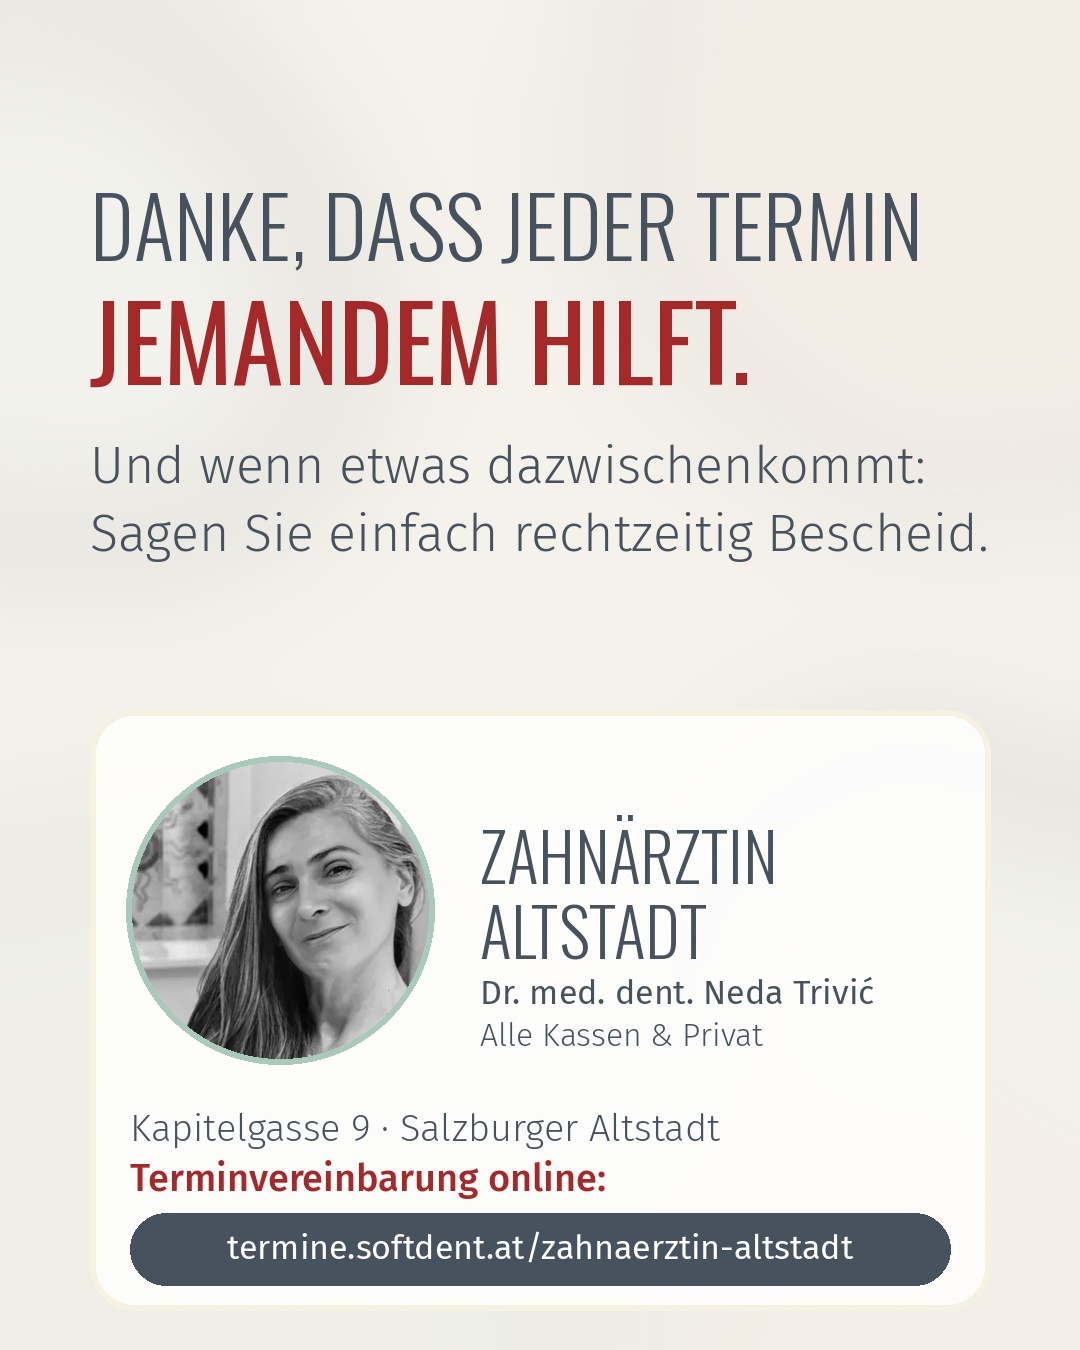 DANKE, DASS JEDER TERMIN
JEMANDEM HILFT.
Und wenn etwas dazwischenkommt:
Sagen Sie einfach rechtzeitig Bescheid.
ZAHNÄRZTIN
ALTSTADT
Dr. med. dent. Neda Trivić
Alle Kassen & Privat
Kapitelgasse 9 · Salzburger Altstadt
Terminvereinbarung online:
termine.softdent.at/zahnaerztin-altstadt